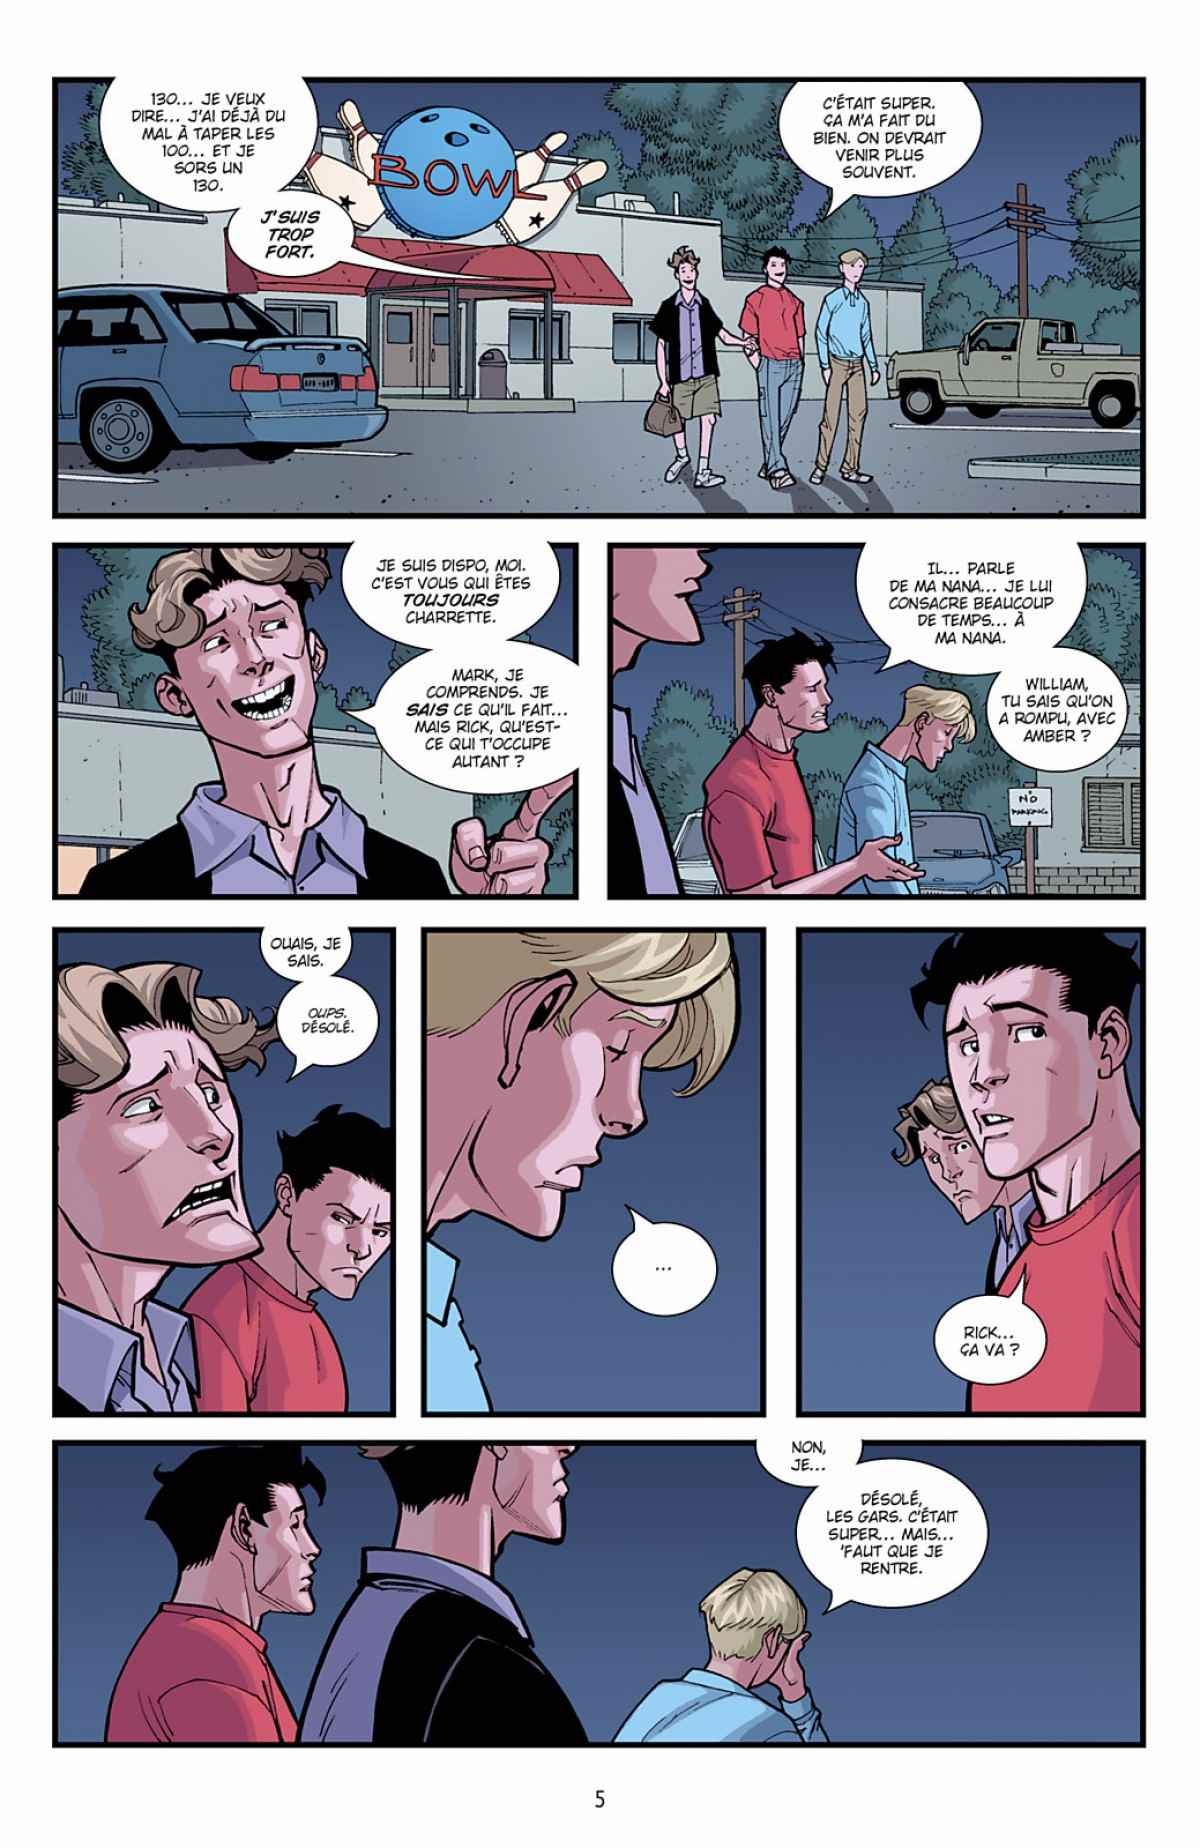 130... JE VEUX
DIRE... J'AI DÉJÀ DU
MAL À TAPER LES
100... ET JE
SORS UN
130.
J'SUIS
TROP
FORT.
BOWL
C'ÉTAIT SUPER.
ÇA M'A FAIT DU
BIEN. ON DEVRAIT
VENIR PLUS
SOUVENT.
JE SUIS DISPO, MOI.
C'EST VOUS QUI ÊTES
TOUJOURS
CHARRETTE.
MARK, JE
COMPRENDS. JE
SAIS CE QU'IL FAIT...
MAIS RICK, QU'EST-
CE QUI T'OCCUPE
AUTANT ?
IL... PARLE
DE MA NANA... JE LUI
CONSACRE BEAUCOUP
DE TEMPS... À
MA NANA.
WILLIAM,
TU SAIS QU'ON
A ROMPU, AVEC
AMBER ?
NO
PARKING
OUAIS, JE
SAIS.
OUPS.
DÉSOLÉ.
...
RICK...
ÇA VA ?
NON,
JE...
DÉSOLÉ,
LES GARS. C'ÉTAIT
SUPER... MAIS...
'FAUT QUE JE
RENTRE.
5